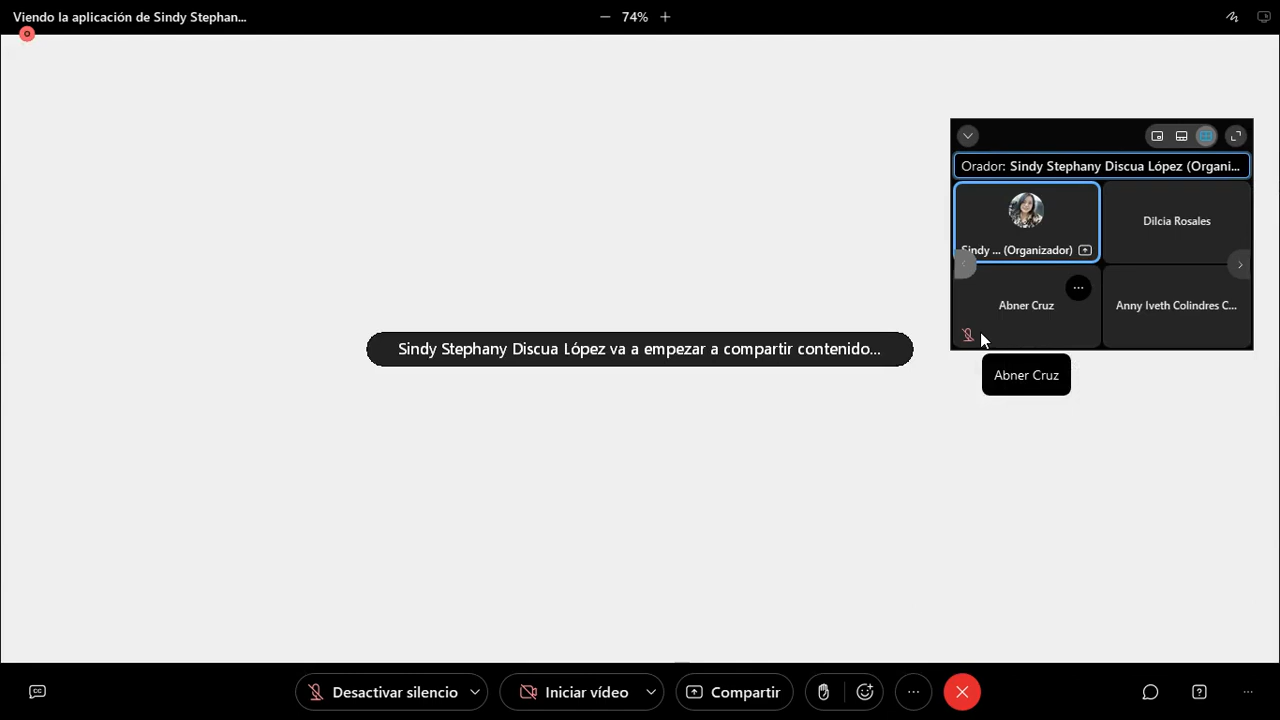 Viendo la aplicación de Sindy Stephan...
74%
Orador: Sindy Stephany Discua López (Organi...
Sindy ... (Organizador)
Dilcia Rosales
Abner Cruz
Anny Iveth Colindres C...
Sindy Stephany Discua López va a empezar a compartir contenido...
Abner Cruz
CC
Desactivar silencio
Iniciar vídeo
Compartir